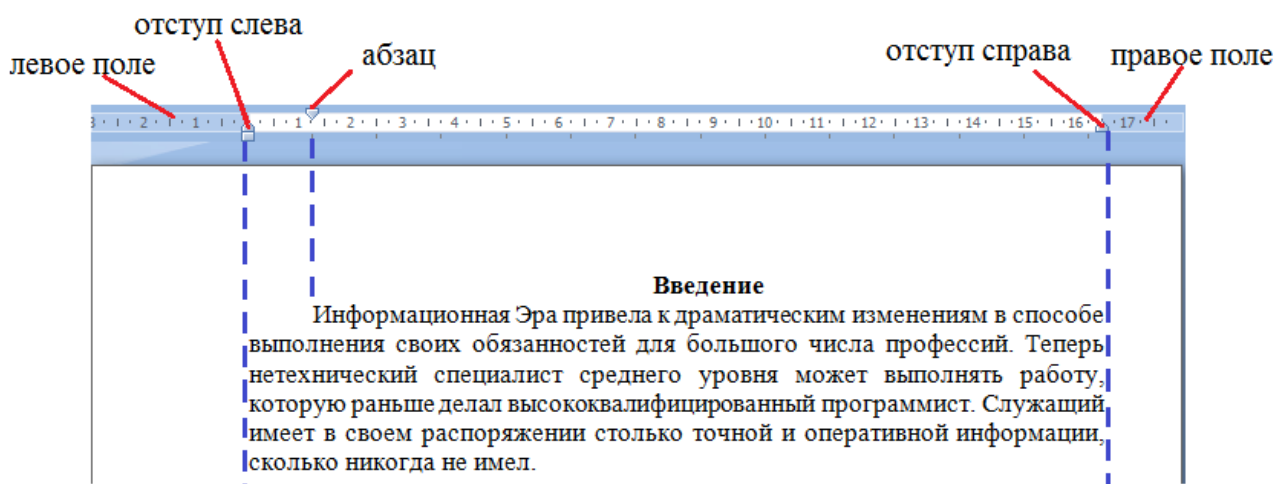 отступ слева
абзац
отступ справа
правое поле
левое поле
3 2 1 1 2 3 4 5 6 7 8 9 10 11 12 13 14 15 16 17
Введение
Информационная Эра привела к драматическим изменениям в способе
выполнения своих обязанностей для большого числа профессий. Теперь
нетехнический специалист среднего уровня может выполнять работу,
которую раньше делал высококвалифицированный программист. Служащий
имеет в своем распоряжении столько точной и оперативной информации,
сколько никогда не имел.